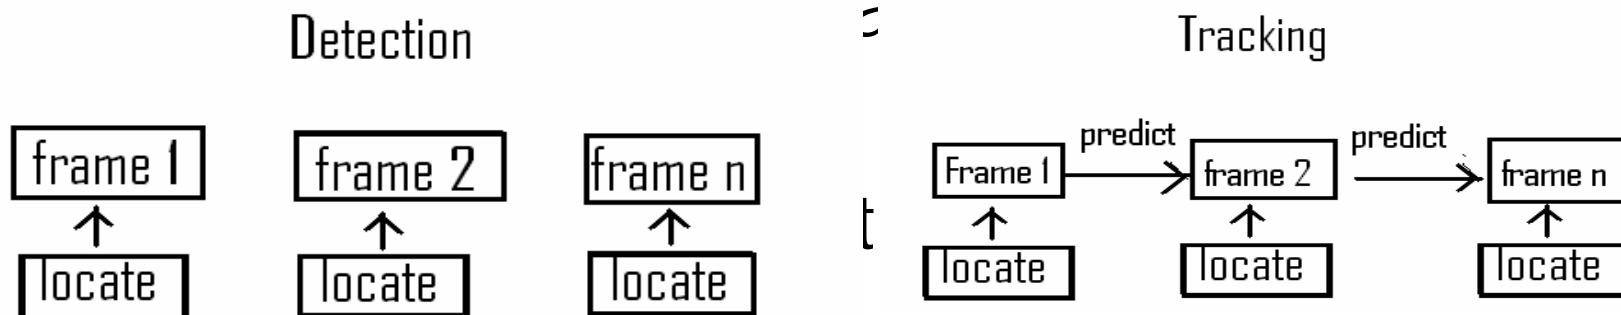 Detection
frame 1
frame 2
frame n
locate
locate
locate
t
Tracking
predict
predict
Frame 1
frame 2
frame n
locate
locate
locate